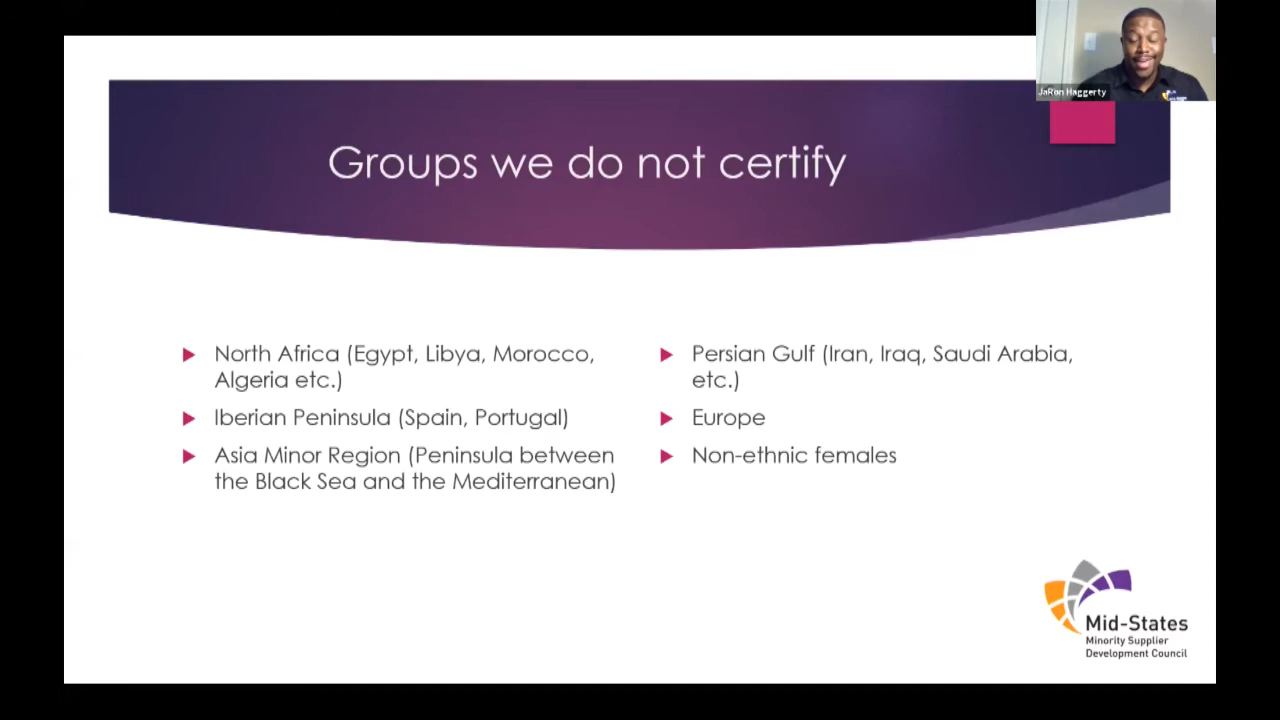 JaRon Haggerty
Groups we do not certify
North Africa (Egypt, Libya, Morocco,
Algeria etc.)
Iberian Peninsula (Spain, Portugal)
Asia Minor Region (Peninsula between
the Black Sea and the Mediterranean)
Persian Gulf (Iran, Iraq, Saudi Arabia,
etc.)
Europe
Non-ethnic females
Mid-States
Minority Supplier
Development Council